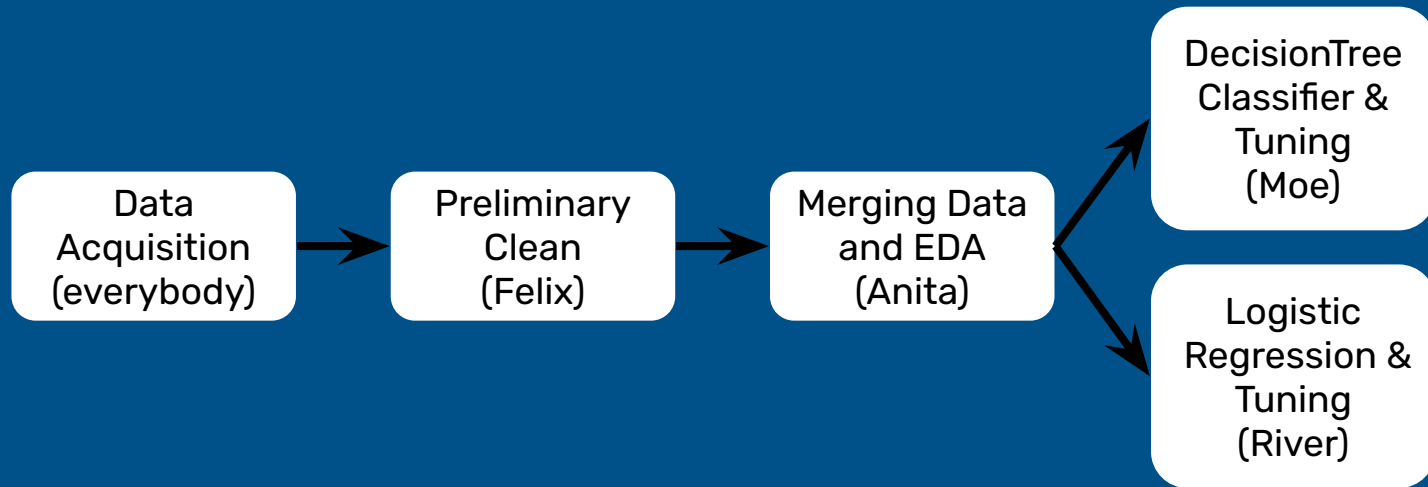 Data
Acquisition
(everybody)
Preliminary
Clean
(Felix)
Merging Data
and EDA
(Anita)
DecisionTree
Classifier &
Tuning
(Moe)
Logistic
Regression &
Tuning
(River)